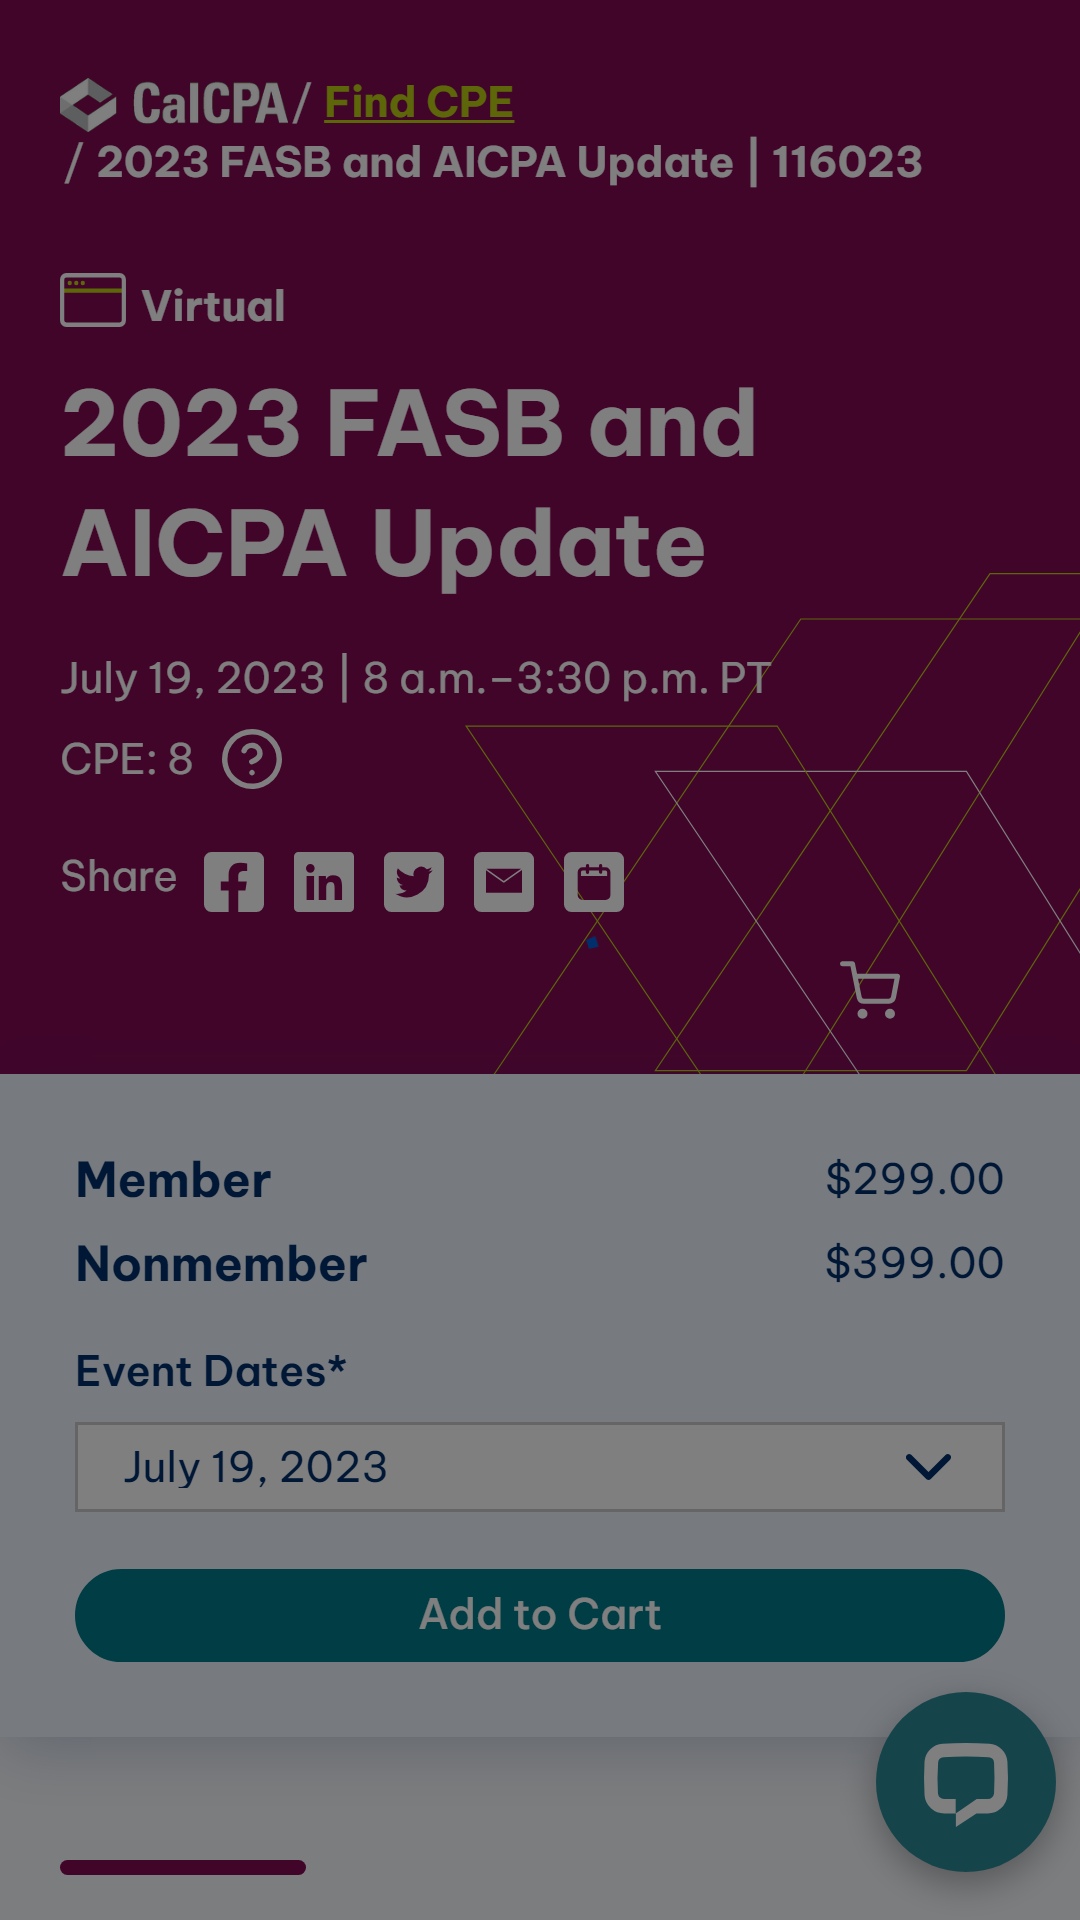 CalCPA / Find CPE
/ 2023 FASB and AICPA Update | 116023
Virtual
2023 FASB and
AICPA Update
July 19, 2023 | 8 a.m.–3:30 p.m. PT
CPE: 8 ?
Share
Member $299.00
Nonmember $399.00
Event Dates*
July 19, 2023
Add to Cart